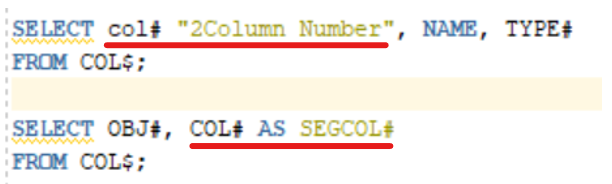 SELECT col# "2Column Number", NAME, TYPE#
FROM COL$;
SELECT OBJ#, COL# AS SEGCOL#
FROM COL$;